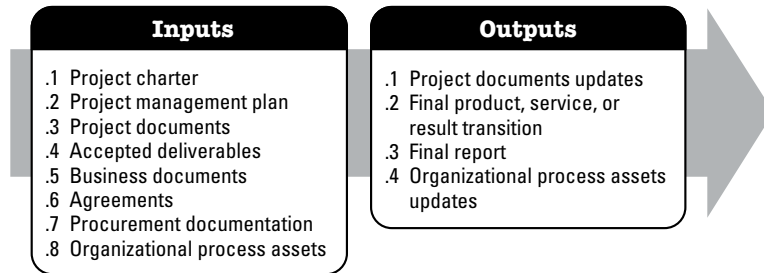 Inputs
.1 Project charter
.2 Project management plan
.3 Project documents
.4 Accepted deliverables
.5 Business documents
.6 Agreements
.7 Procurement documentation
.8 Organizational process assets
Outputs
.1 Project documents updates
.2 Final product, service, or
result transition
.3 Final report
.4 Organizational process assets
updates